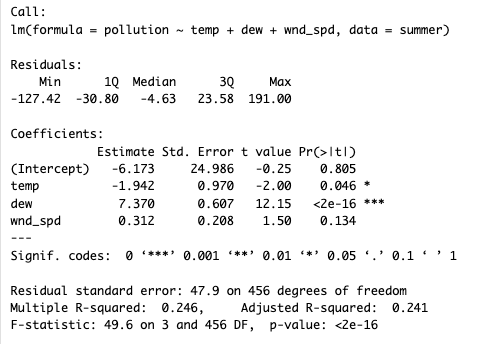 Call:
lm(formula = pollution ~ temp + dew + wnd_spd, data = summer)
Residuals:
Min 1Q Median 3Q Max
-127.42 -30.80 -4.63 23.58 191.00
Coefficients:
Estimate Std. Error t value Pr(>|t|)
(Intercept) -6.173 24.986 -0.25 0.805
temp -1.942 0.970 -2.00 0.046 *
dew 7.370 0.607 12.15 <2e-16 ***
wnd_spd 0.312 0.208 1.50 0.134
---
Signif. codes: 0 ‘***’ 0.001 ‘**’ 0.01 ‘*’ 0.05 ‘.’ 0.1 ‘ ’ 1
Residual standard error: 47.9 on 456 degrees of freedom
Multiple R-squared: 0.246, Adjusted R-squared: 0.241
F-statistic: 49.6 on 3 and 456 DF, p-value: <2e-16